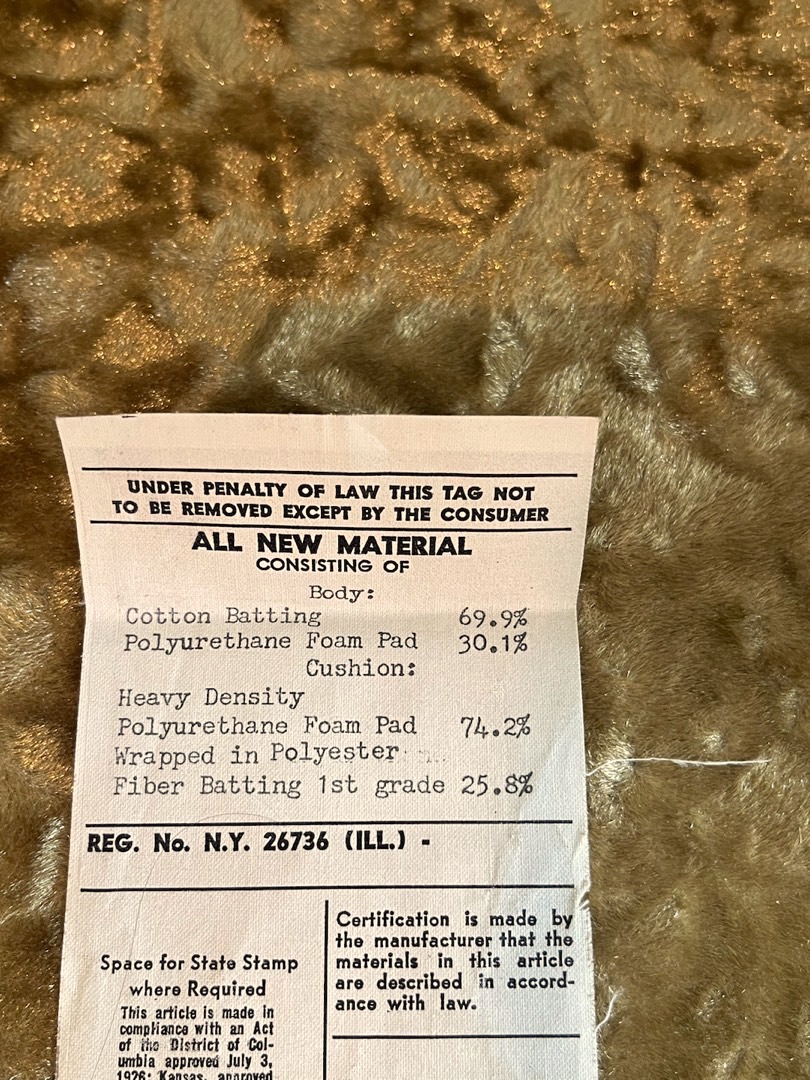 UNDER PENALTY OF LAW THIS TAG NOT
TO BE REMOVED EXCEPT BY THE CONSUMER
ALL NEW MATERIAL
CONSISTING OF
Body:
Cotton Batting 69.9%
Polyurethane Foam Pad 30.1%
Cushion:
Heavy Density
Polyurethane Foam Pad 74.2%
Wrapped in Polyester
Fiber Batting 1st grade 25.8%
REG. No. N.Y. 26736 (ILL.) -
Space for State Stamp
where Required
This article is made in
compliance with an Act
of the District of Col-
umbia approved July 3,
1926; Kansas, approved
Certification is made by
the manufacturer that the
materials in this article
are described in accord-
ance with law.